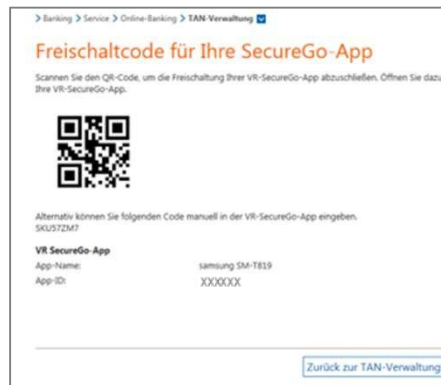 > Banking > Service > Online-Banking > TAN-Verwaltung
Freischaltcode für Ihre SecureGo-App
Scannen Sie den QR-Code, um die Freischaltung Ihrer VR-SecureGo-App abzuschließen. Öffnen Sie dazu
Ihre VR-SecureGo-App.
Alternativ können Sie folgenden Code manuell in der VR-SecureGo-App eingeben.
SKU57ZM7
VR SecureGo-App
App-Name: samsung SM-T819
App-ID: XXXXXX
Zurück zur TAN-Verwaltung